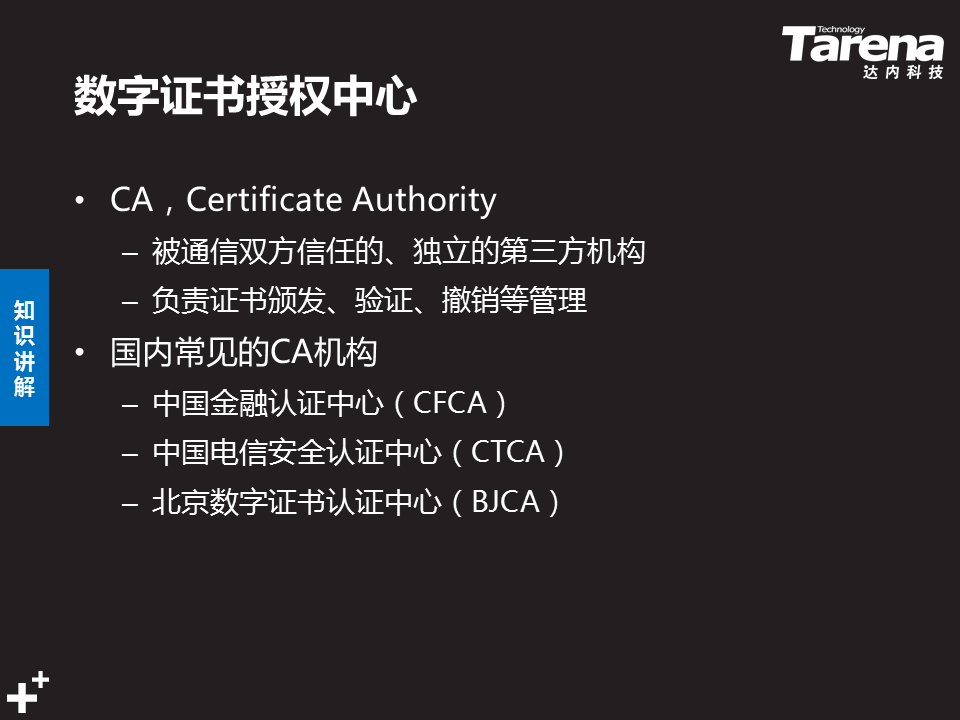 Technology
Tarena
达内科技
数字证书授权中心
• CA，Certificate Authority
– 被通信双方信任的、独立的第三方机构
– 负责证书颁发、验证、撤销等管理
• 国内常见的CA机构
– 中国金融认证中心（CFCA）
– 中国电信安全认证中心（CTCA）
– 北京数字证书认证中心（BJCA）
知识讲解